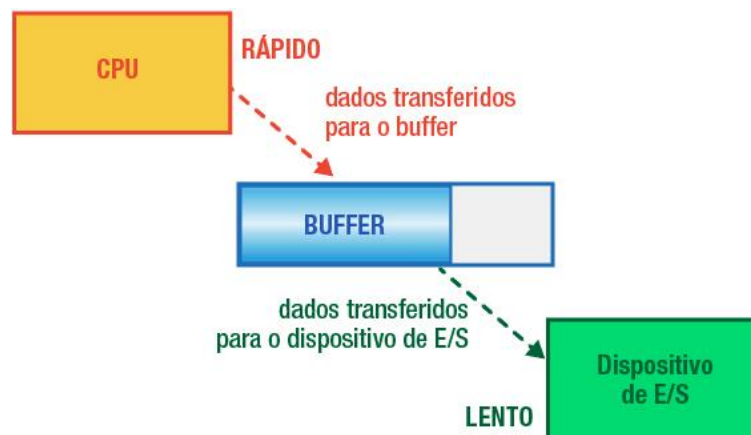 CPU
RÁPIDO
dados transferidos
para o buffer
BUFFER
dados transferidos
para o dispositivo de E/S
Dispositivo
de E/S
LENTO